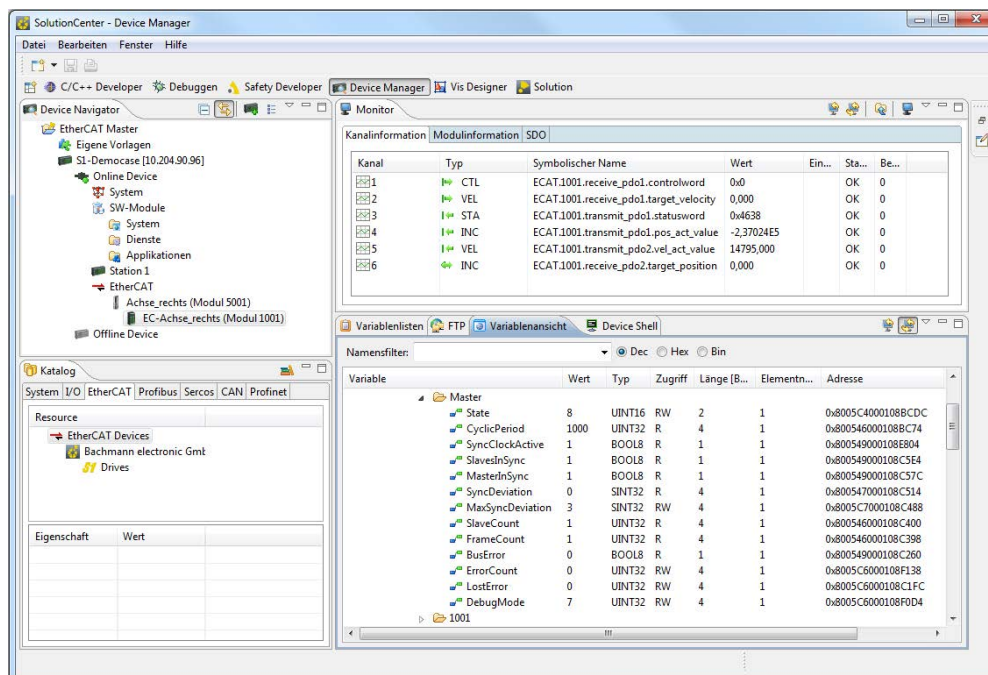 SolutionCenter - Device Manager
Datei Bearbeiten Fenster Hilfe
C/C++ Developer Debuggen Safety Developer Device Manager Vis Designer Solution
Device Navigator
EtherCAT Master
Eigene Vorlagen
S1-Democase [10.204.90.96]
Online Device
System
SW-Module
System
Dienste
Applikationen
Station 1
EtherCAT
Achse_rechts (Modul 5001)
EC-Achse_rechts (Modul 1001)
Offline Device
Monitor
Kanalinformation Modulinformation SDO
Kanal Typ Symbolischer Name Wert Ein... Sta... Be...
1 CTL ECAT.1001.receive_pdo1.controlword 0x0 OK 0
2 VEL ECAT.1001.receive_pdo1.target_velocity 0,000 OK 0
3 STA ECAT.1001.transmit_pdo1.statusword 0x4638 OK 0
4 INC ECAT.1001.transmit_pdo1.pos_act_value -2,37024E5 OK 0
5 VEL ECAT.1001.transmit_pdo2.vel_act_value 14795,000 OK 0
6 INC ECAT.1001.receive_pdo2.target_position 0,000 OK 0
Katalog
System I/O EtherCAT Profibus Sercos CAN Profinet
Resource
EtherCAT Devices
Bachmann electronic Gmb
S1 Drives
Eigenschaft Wert
Variablenlisten FTP Variablenansicht Device Shell
Namensfilter: Dec Hex Bin
Variable Wert Typ Zugriff Länge [B... Elementn... Adresse
Master
State 8 UINT16 RW 2 1 0x8005C4000108BCDC
CyclicPeriod 1000 UINT32 R 4 1 0x800546000108BC74
SyncClockActive 1 BOOL8 R 1 1 0x800549000108E804
SlavesInSync 1 BOOL8 R 1 1 0x800549000108C5E4
MasterInSync 1 BOOL8 R 1 1 0x800549000108C57C
SyncDeviation 0 SINT32 R 4 1 0x800547000108C514
MaxSyncDeviation 3 SINT32 RW 4 1 0x8005C7000108C488
SlaveCount 1 UINT32 R 4 1 0x800546000108C400
FrameCount 1 UINT32 R 4 1 0x800546000108C398
BusError 0 BOOL8 R 1 1 0x800549000108C260
ErrorCount 0 UINT32 RW 4 1 0x8005C6000108F138
LostError 0 UINT32 RW 4 1 0x8005C6000108C1FC
DebugMode 7 UINT32 RW 4 1 0x8005C6000108F0D4
1001